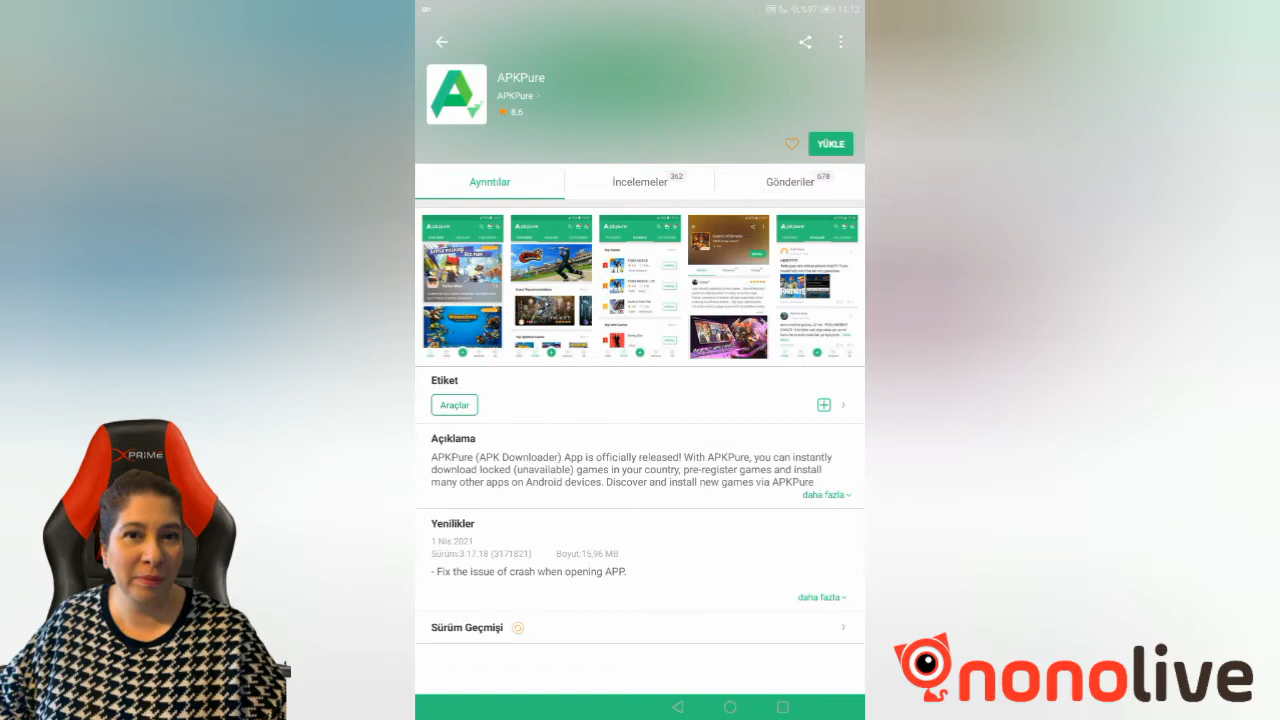 %97
11:13
APKPure
APKPure >
8,6
YÜKLE
Ayrıntılar
İncelemeler 362
Gönderiler 678
Etiket
Araçlar
Açıklama
APKPure (APK Downloader) App is officially released! With APKPure, you can instantly
download locked (unavailable) games in your country, pre-register games and install
many other apps on Android devices. Discover and install new games via APKPure
daha fazla
Yenilikler
1 Nis 2021
Sürüm:3.17.18 (3171821) Boyut:15,96 MB
- Fix the issue of crash when opening APP.
daha fazla
Sürüm Geçmişi
XPRIME
nonolive